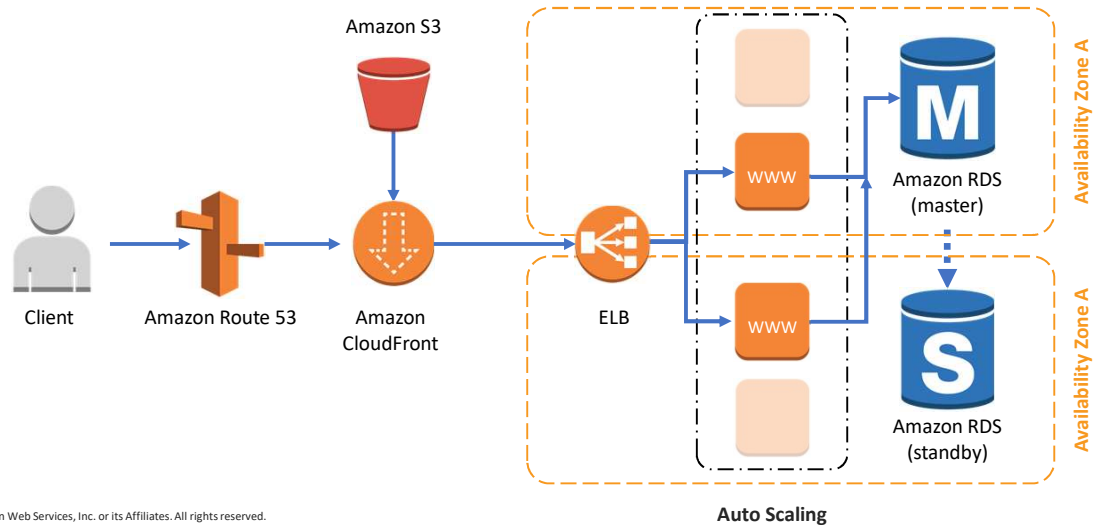 Amazon S3
Client
Amazon Route 53
Amazon
CloudFront
ELB
www
www
M
Amazon RDS
(master)
S
Amazon RDS
(standby)
Availability Zone A
Availability Zone A
Auto Scaling
Web Services, Inc. or its Affiliates. All rights reserved.